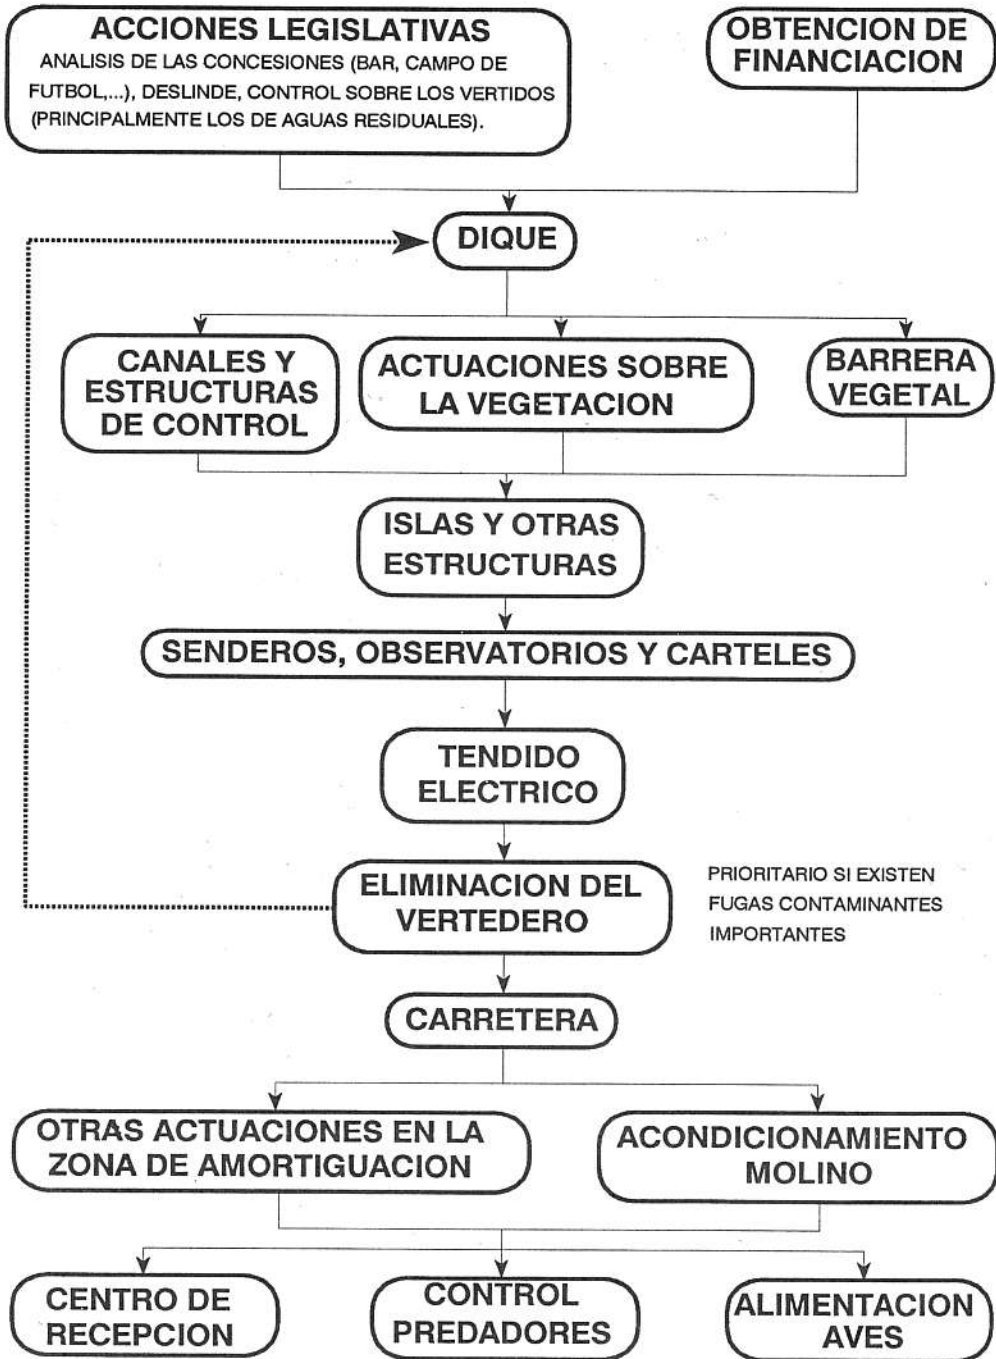 ACCIONES LEGISLATIVAS
ANALISIS DE LAS CONCESIONES (BAR, CAMPO DE
FUTBOL,...), DESLINDE, CONTROL SOBRE LOS VERTIDOS
(PRINCIPALMENTE LOS DE AGUAS RESIDUALES).
OBTENCION DE
FINANCIACION
DIQUE
CANALES Y
ESTRUCTURAS
DE CONTROL
ACTUACIONES SOBRE
LA VEGETACION
BARRERA
VEGETAL
ISLAS Y OTRAS
ESTRUCTURAS
SENDEROS, OBSERVATORIOS Y CARTELES
TENDIDO
ELECTRICO
ELIMINACION DEL
VERTEDERO
PRIORITARIO SI EXISTEN
FUGAS CONTAMINANTES
IMPORTANTES
CARRETERA
OTRAS ACTUACIONES EN LA
ZONA DE AMORTIGUACION
ACONDICIONAMIENTO
MOLINO
CENTRO DE
RECEPCION
CONTROL
PREDADORES
ALIMENTACION
AVES